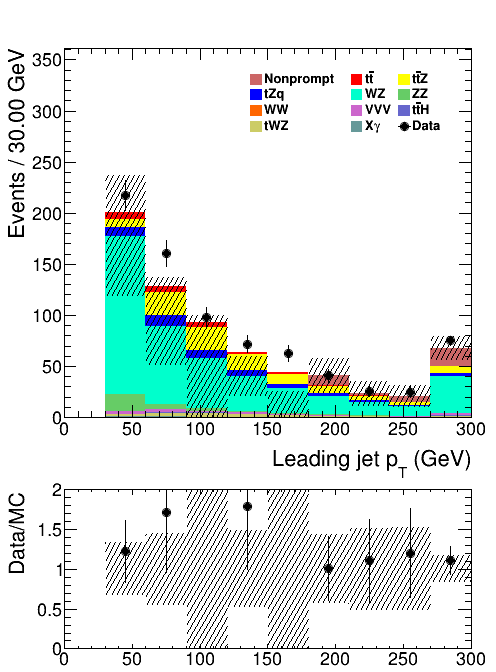 350
300
250
200
150
100
50
0
Events / 30.00 GeV
Nonprompt tt̄ tt̄Z
tZq WZ ZZ
WW VVV tt̄H
tWZ Xγ Data
0 50 100 150 200 250 300
Leading jet p_T (GeV)
2
1.5
1
0.5
0
Data/MC
0 50 100 150 200 250 300